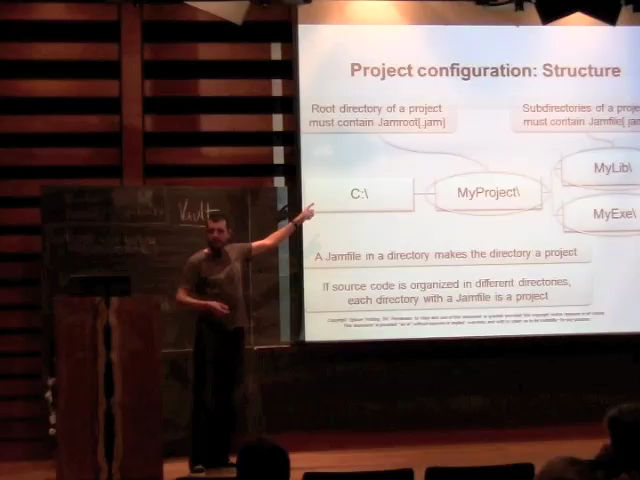 Project configuration: Structure
Root directory of a project
must contain Jamroot[.jam]
Subdirectories of a proje
must contain Jamfile[.jam
C:\
MyProject\
MyLib\
MyExe\
A Jamfile in a directory makes the directory a project
If source code is organized in different directories,
each directory with a Jamfile is a project
Vault